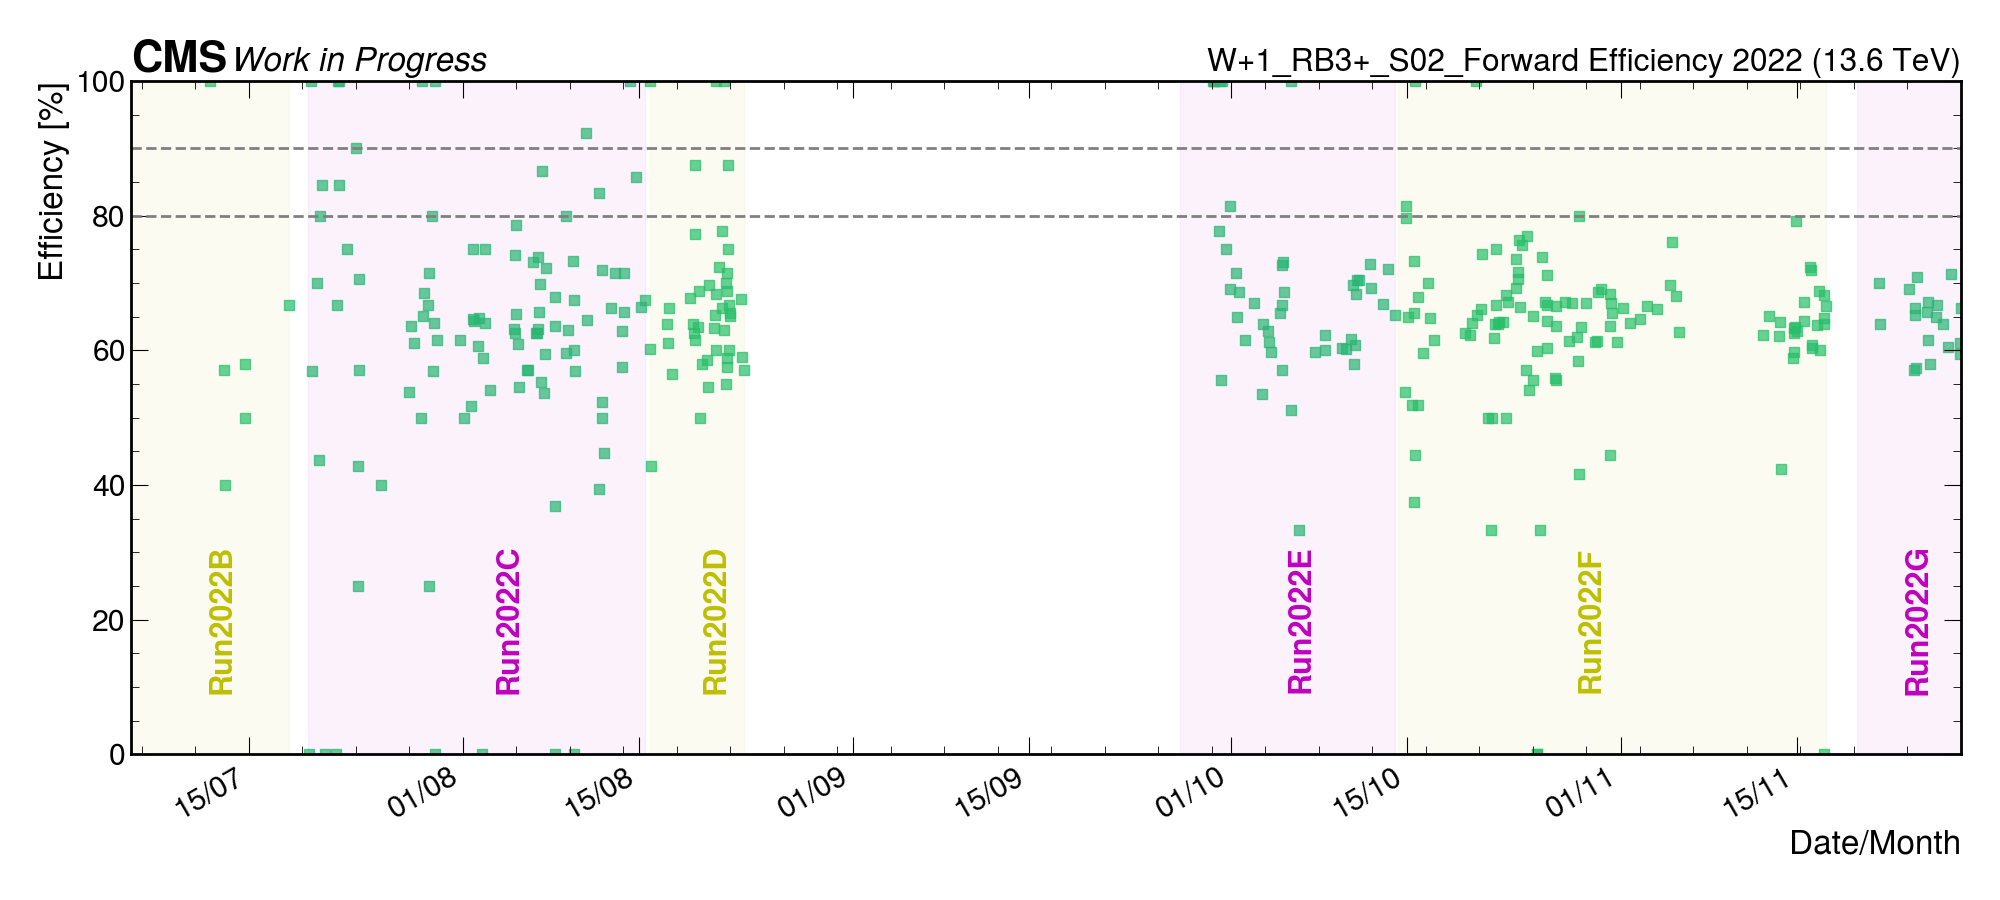 CMS Work in Progress
W+1_RB3+_S02_Forward Efficiency 2022 (13.6 TeV)
Efficiency [%]
100
80
60
40
20
0
Run2022B
Run2022C
Run2022D
Run2022E
Run2022F
Run2022G
15/07
01/08
15/08
01/09
15/09
01/10
15/10
01/11
15/11
Date/Month